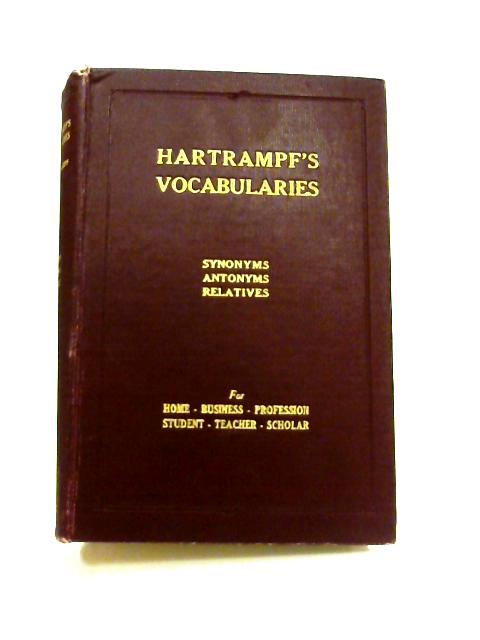 HARTRAMPF'S
VOCABULARIES
SYNONYMS
ANTONYMS
RELATIVES
For
HOME - BUSINESS - PROFESSION
STUDENT - TEACHER - SCHOLAR